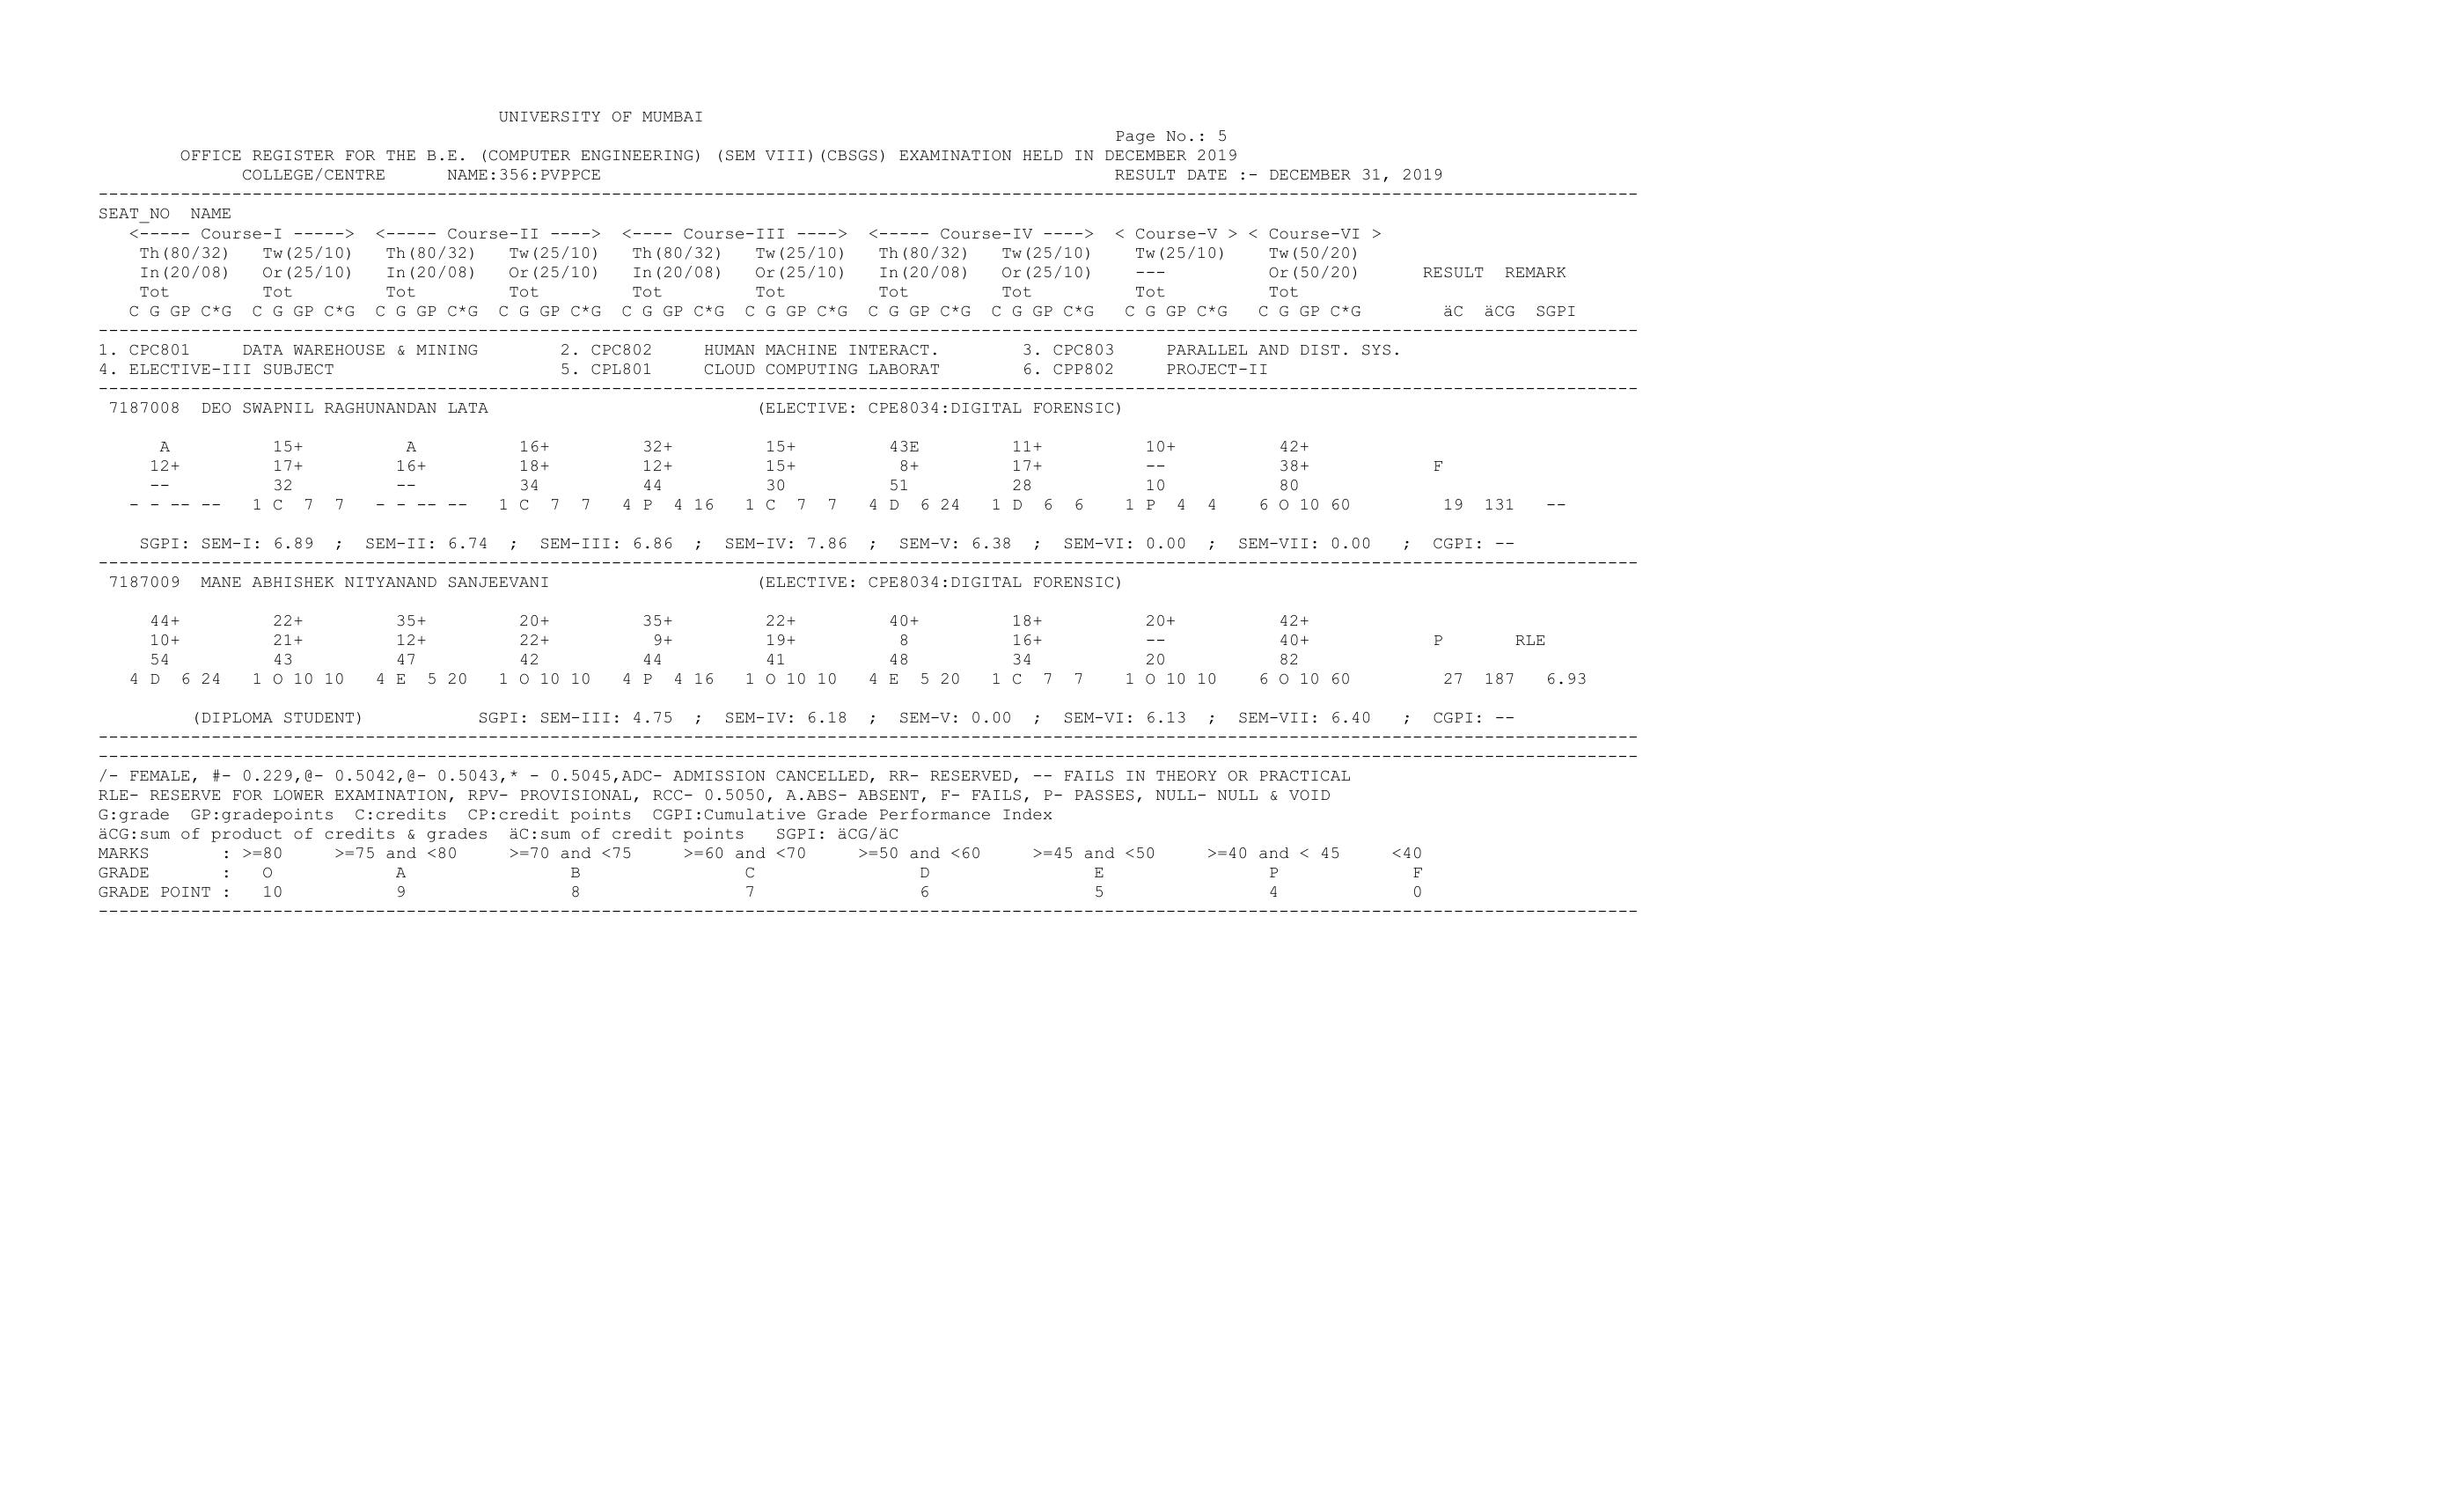 UNIVERSITY OF MUMBAI
Page No.: 5
OFFICE REGISTER FOR THE B.E. (COMPUTER ENGINEERING) (SEM VIII)(CBSGS) EXAMINATION HELD IN DECEMBER 2019
COLLEGE/CENTRE NAME:356:PVPPCE RESULT DATE :- DECEMBER 31, 2019
SEAT_NO NAME
<----- Course-I -----> <----- Course-II ----> <---- Course-III ----> <----- Course-IV ----> < Course-V > < Course-VI >
Th(80/32) Tw(25/10) Th(80/32) Tw(25/10) Th(80/32) Tw(25/10) Th(80/32) Tw(25/10) Tw(25/10) Tw(50/20)
In(20/08) Or(25/10) In(20/08) Or(25/10) In(20/08) Or(25/10) In(20/08) Or(25/10) --- Or(50/20) RESULT REMARK
Tot Tot Tot Tot Tot Tot Tot Tot Tot Tot
C G GP C*G C G GP C*G C G GP C*G C G GP C*G C G GP C*G C G GP C*G C G GP C*G C G GP C*G C G GP C*G C G GP C*G äC äCG SGPI
1. CPC801 DATA WAREHOUSE & MINING 2. CPC802 HUMAN MACHINE INTERACT. 3. CPC803 PARALLEL AND DIST. SYS.
4. ELECTIVE-III SUBJECT 5. CPL801 CLOUD COMPUTING LABORAT 6. CPP802 PROJECT-II
7187008 DEO SWAPNIL RAGHUNANDAN LATA (ELECTIVE: CPE8034:DIGITAL FORENSIC)
A 15+ A 16+ 32+ 15+ 43E 11+ 10+ 42+
12+ 17+ 16+ 18+ 12+ 15+ 8+ 17+ -- 38+ F
-- 32 -- 34 44 30 51 28 10 80
- - -- -- 1 C 7 7 - - -- -- 1 C 7 7 4 P 4 16 1 C 7 7 4 D 6 24 1 D 6 6 1 P 4 4 6 O 10 60 19 131 --
SGPI: SEM-I: 6.89 ; SEM-II: 6.74 ; SEM-III: 6.86 ; SEM-IV: 7.86 ; SEM-V: 6.38 ; SEM-VI: 0.00 ; SEM-VII: 0.00 ; CGPI: --
7187009 MANE ABHISHEK NITYANAND SANJEEVANI (ELECTIVE: CPE8034:DIGITAL FORENSIC)
44+ 22+ 35+ 20+ 35+ 22+ 40+ 18+ 20+ 42+
10+ 21+ 12+ 22+ 9+ 19+ 8 16+ -- 40+ P RLE
54 43 47 42 44 41 48 34 20 82
4 D 6 24 1 O 10 10 4 E 5 20 1 O 10 10 4 P 4 16 1 O 10 10 4 E 5 20 1 C 7 7 1 O 10 10 6 O 10 60 27 187 6.93
(DIPLOMA STUDENT) SGPI: SEM-III: 4.75 ; SEM-IV: 6.18 ; SEM-V: 0.00 ; SEM-VI: 6.13 ; SEM-VII: 6.40 ; CGPI: --
/- FEMALE, #- 0.229,@- 0.5042,@- 0.5043,* - 0.5045,ADC- ADMISSION CANCELLED, RR- RESERVED, -- FAILS IN THEORY OR PRACTICAL
RLE- RESERVE FOR LOWER EXAMINATION, RPV- PROVISIONAL, RCC- 0.5050, A.ABS- ABSENT, F- FAILS, P- PASSES, NULL- NULL & VOID
G:grade GP:gradepoints C:credits CP:credit points CGPI:Cumulative Grade Performance Index
äCG:sum of product of credits & grades äC:sum of credit points SGPI: äCG/äC
MARKS : >=80 >=75 and <80 >=70 and <75 >=60 and <70 >=50 and <60 >=45 and <50 >=40 and < 45 <40
GRADE : O A B C D E P F
GRADE POINT : 10 9 8 7 6 5 4 0